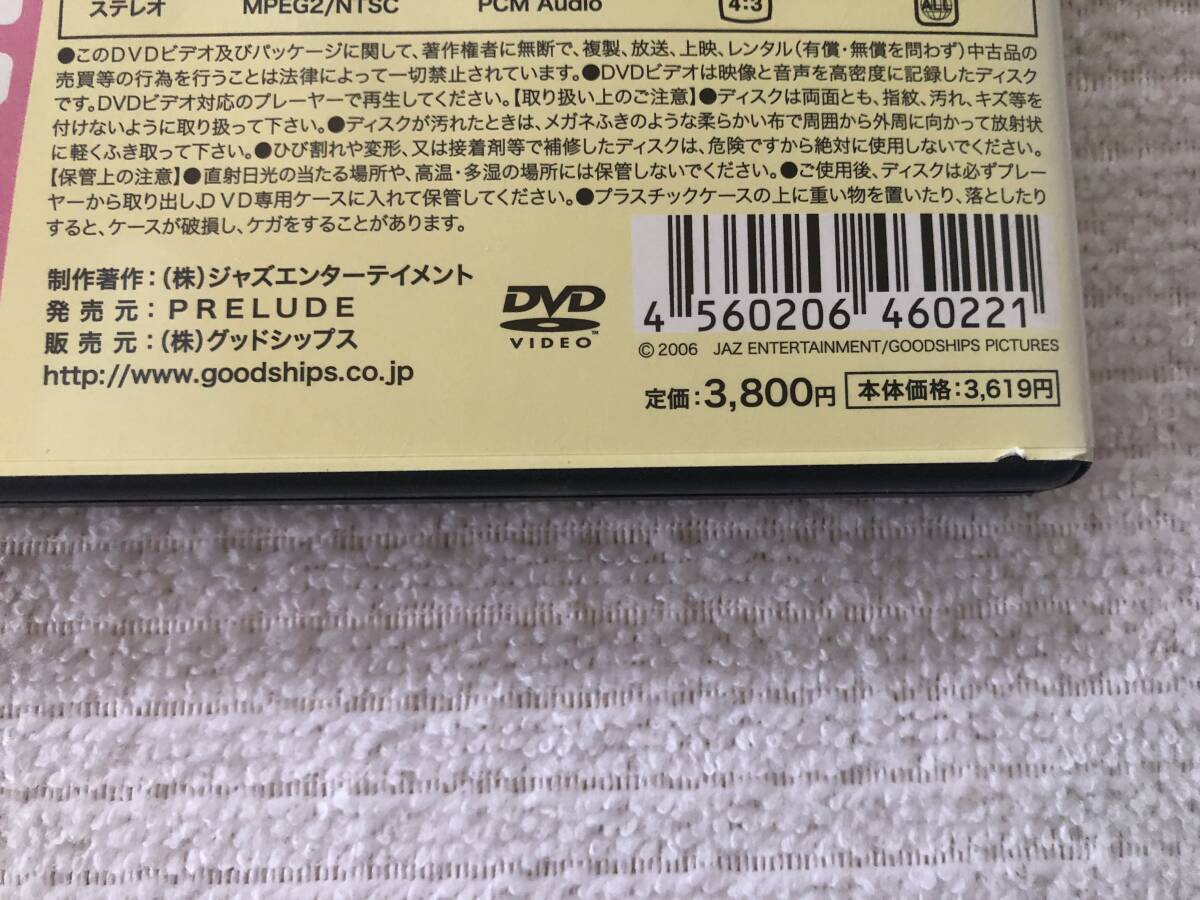 ステレオ MPEG2/NTSC PCM Audio 4:3 ALL
●このDVDビデオ及びパッケージに関して、著作権者に無断で、複製、放送、上映、レンタル(有償・無償を問わず)中古品の
売買等の行為を行うことは法律によって一切禁止されています。●DVDビデオは映像と音声を高密度に記録したディスク
です。DVDビデオ対応のプレーヤーで再生してください。【取り扱い上のご注意】●ディスクは両面とも、指紋、汚れ、キズ等を
付けないように取り扱って下さい。●ディスクが汚れたときは、メガネふきのような柔らかい布で周囲から外周に向かって放射状
に軽くふき取って下さい。●ひび割れや変形、又は接着剤等で補修したディスクは、危険ですから絶対に使用しないでください。
【保管上の注意】●直射日光の当たる場所や、高温・多湿の場所には保管しないでください。●ご使用後、ディスクは必ずプレー
ヤーから取り出し、DVD専用ケースに入れて保管してください。●プラスチックケースの上に重い物を置いたり、落としたり
すると、ケースが破損し、ケガをすることがあります。
制作著作:(株)ジャズエンターテイメント
発売元:PRELUDE
販売元:(株)グッドシップス
http://www.goodships.co.jp
DVD
VIDEO™
4 560206 460221
© 2006 JAZ ENTERTAINMENT/GOODSHIPS PICTURES
定価:3,800円 本体価格:3,619円